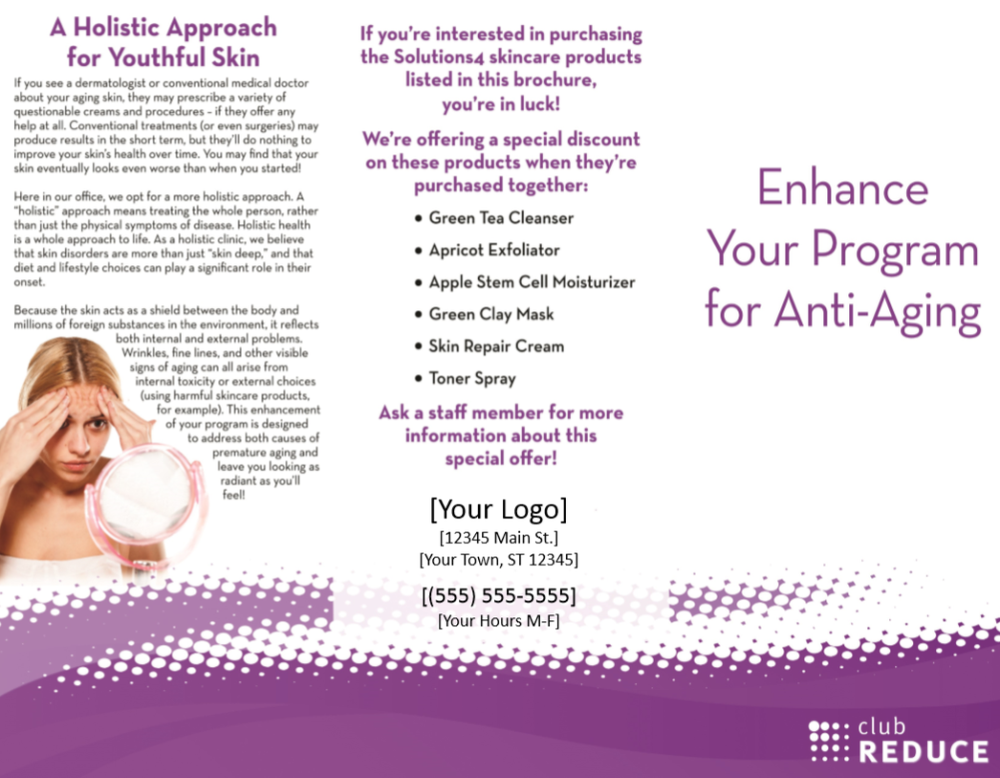 A Holistic Approach
for Youthful Skin
If you see a dermatologist or conventional medical doctor
about your aging skin, they may prescribe a variety of
questionable creams and procedures – if they offer any
help at all. Conventional treatments (or even surgeries) may
produce results in the short term, but they'll do nothing to
improve your skin's health over time. You may find that your
skin eventually looks even worse than when you started!
Here in our office, we opt for a more holistic approach. A
"holistic" approach means treating the whole person, rather
than just the physical symptoms of disease. Holistic health
is a whole approach to life. As a holistic clinic, we believe
that skin disorders are more than just "skin deep," and that
diet and lifestyle choices can play a significant role in their
onset.
Because the skin acts as a shield between the body and
millions of foreign substances in the environment, it reflects
both internal and external problems.
Wrinkles, fine lines, and other visible
signs of aging can all arise from
internal toxicity or external choices
(using harmful skincare products,
for example). This enhancement
of your program is designed
to address both causes of
premature aging and
leave you looking as
radiant as you'll
feel!
If you're interested in purchasing
the Solutions4 skincare products
listed in this brochure,
you're in luck!
We're offering a special discount
on these products when they're
purchased together:
• Green Tea Cleanser
• Apricot Exfoliator
• Apple Stem Cell Moisturizer
• Green Clay Mask
• Skin Repair Cream
• Toner Spray
Ask a staff member for more
information about this
special offer!
[Your Logo]
[12345 Main St.]
[Your Town, ST 12345]
[(555) 555-5555]
[Your Hours M-F]
Enhance
Your Program
for Anti-Aging
club
REDUCE